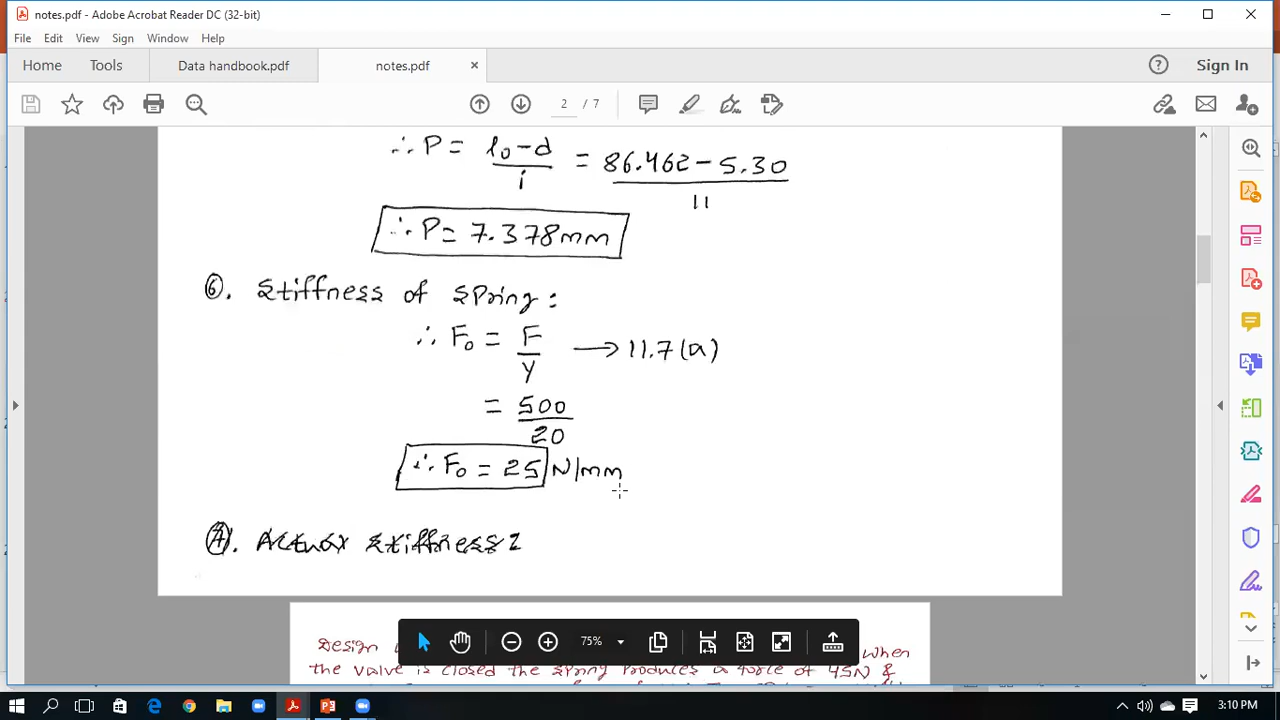 notes.pdf - Adobe Acrobat Reader DC (32-bit)
File Edit View Sign Window Help
Home Tools Data handbook.pdf notes.pdf × Sign In
2 / 7
∴ P = l₀-d / i = 86.462 - 5.30 / 11
∴ P = 7.378mm
⑥. Stiffness of spring :
∴ F₀ = F / y → 11.7(a)
= 500 / 20
∴ F₀ = 25 N/mm
⑦. Actual stiffness
Design
when
75%
the valve is closed the spring produces a force of 45N &
3:10 PM